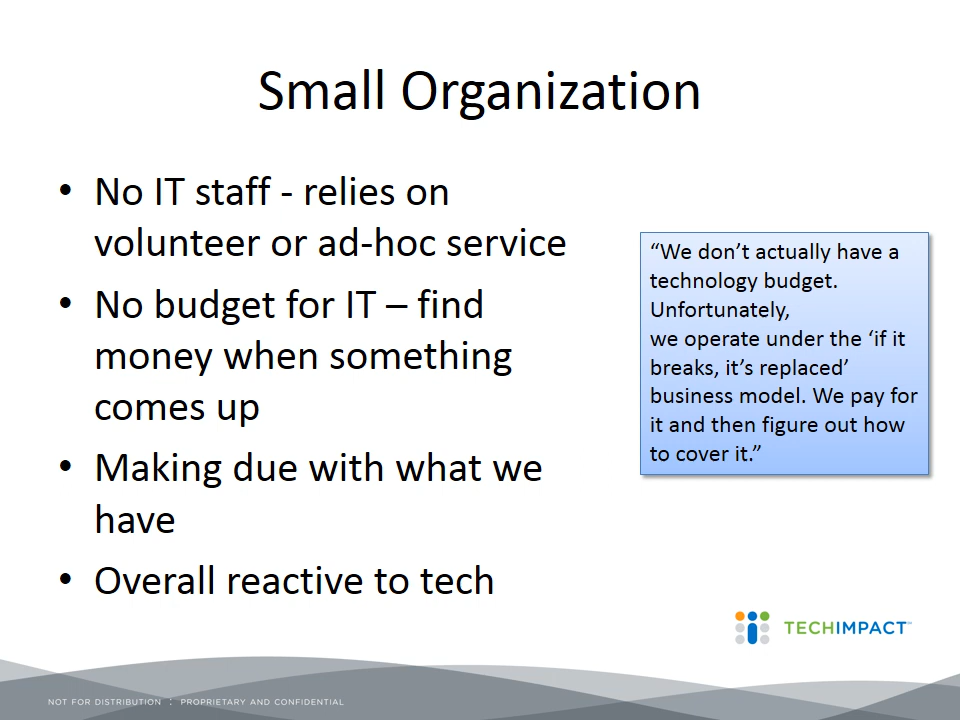 Small Organization
• No IT staff - relies on
volunteer or ad-hoc service
• No budget for IT – find
money when something
comes up
• Making due with what we
have
• Overall reactive to tech
“We don’t actually have a
technology budget.
Unfortunately,
we operate under the ‘if it
breaks, it’s replaced’
business model. We pay for
it and then figure out how
to cover it.”
TECHIMPACT™
NOT FOR DISTRIBUTION : PROPRIETARY AND CONFIDENTIAL